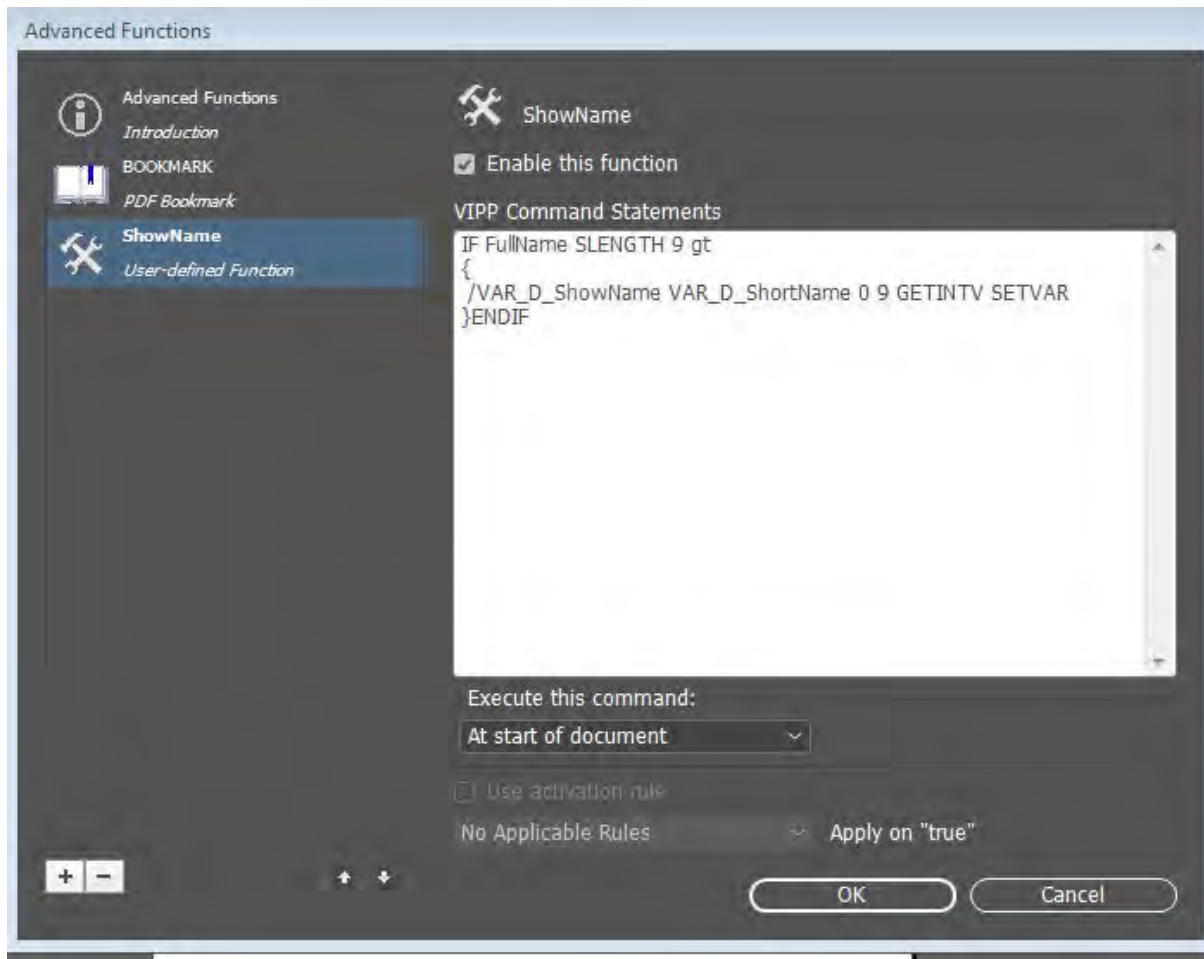 Advanced Functions
Advanced Functions
Introduction
BOOKMARK
PDF Bookmark
ShowName
User-defined Function
ShowName
Enable this function
VIPP Command Statements
IF FullName SLENGTH 9 gt
{
/VAR_D_ShowName VAR_D_ShortName 0 9 GETINTV SETVAR
}ENDIF
Execute this command:
At start of document
Use activation rule
No Applicable Rules
Apply on "true"
+ -
OK
Cancel